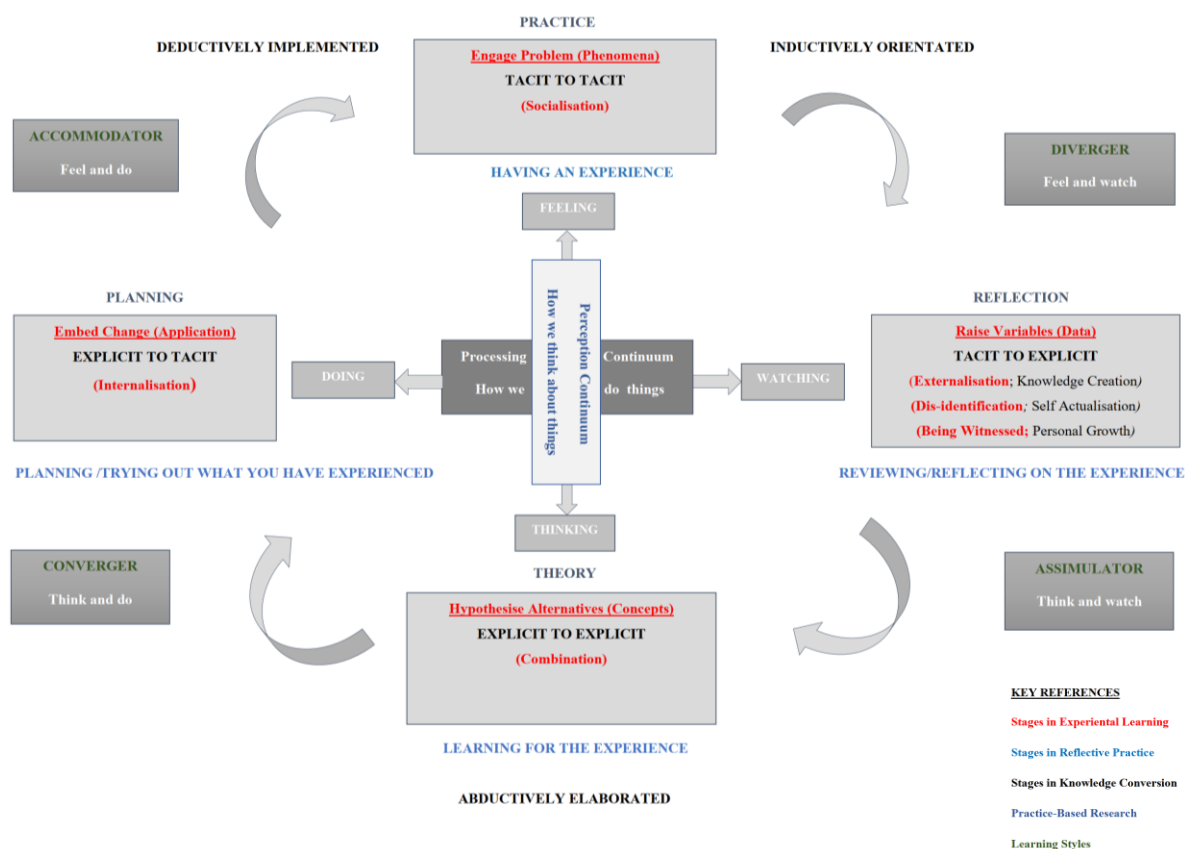 PRACTICE
DEDUCTIVELY IMPLEMENTED
INDUCTIVELY ORIENTATED
Engage Problem (Phenomena)
TACIT TO TACIT
(Socialisation)
ACCOMMODATOR
Feel and do
DIVERGER
Feel and watch
HAVING AN EXPERIENCE
FEELING
PLANNING
Embed Change (Application)
EXPLICIT TO TACIT
(Internalisation)
DOING
Processing Continuum
How we do things
Perception Continuum
How we think about things
WATCHING
REFLECTION
Raise Variables (Data)
TACIT TO EXPLICIT
(Externalisation; Knowledge Creation)
(Dis-identification; Self Actualisation)
(Being Witnessed; Personal Growth)
PLANNING /TRYING OUT WHAT YOU HAVE EXPERIENCED
REVIEWING/REFLECTING ON THE EXPERIENCE
THINKING
CONVERGER
Think and do
THEORY
Hypothesise Alternatives (Concepts)
EXPLICIT TO EXPLICIT
(Combination)
ASSIMULATOR
Think and watch
LEARNING FOR THE EXPERIENCE
ABDUCTIVELY ELABORATED
KEY REFERENCES
Stages in Experiental Learning
Stages in Reflective Practice
Stages in Knowledge Conversion
Practice-Based Research
Learning Styles